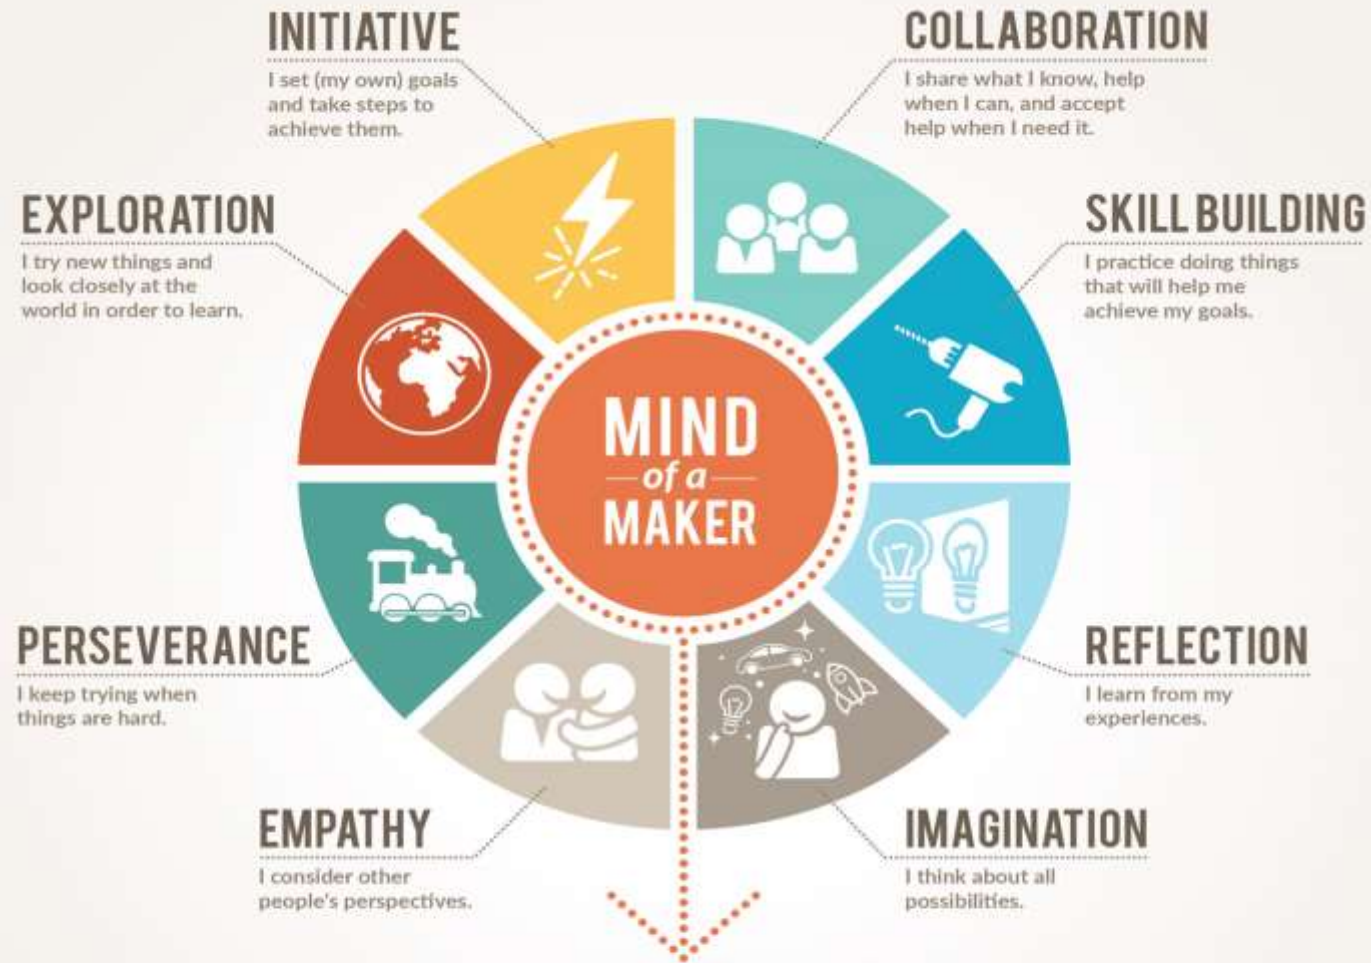 INITIATIVE
I set (my own) goals
and take steps to
achieve them.
COLLABORATION
I share what I know, help
when I can, and accept
help when I need it.
EXPLORATION
I try new things and
look closely at the
world in order to learn.
SKILL BUILDING
I practice doing things
that will help me
achieve my goals.
MIND
of a
MAKER
PERSEVERANCE
I keep trying when
things are hard.
REFLECTION
I learn from my
experiences.
EMPATHY
I consider other
people's perspectives.
IMAGINATION
I think about all
possibilities.